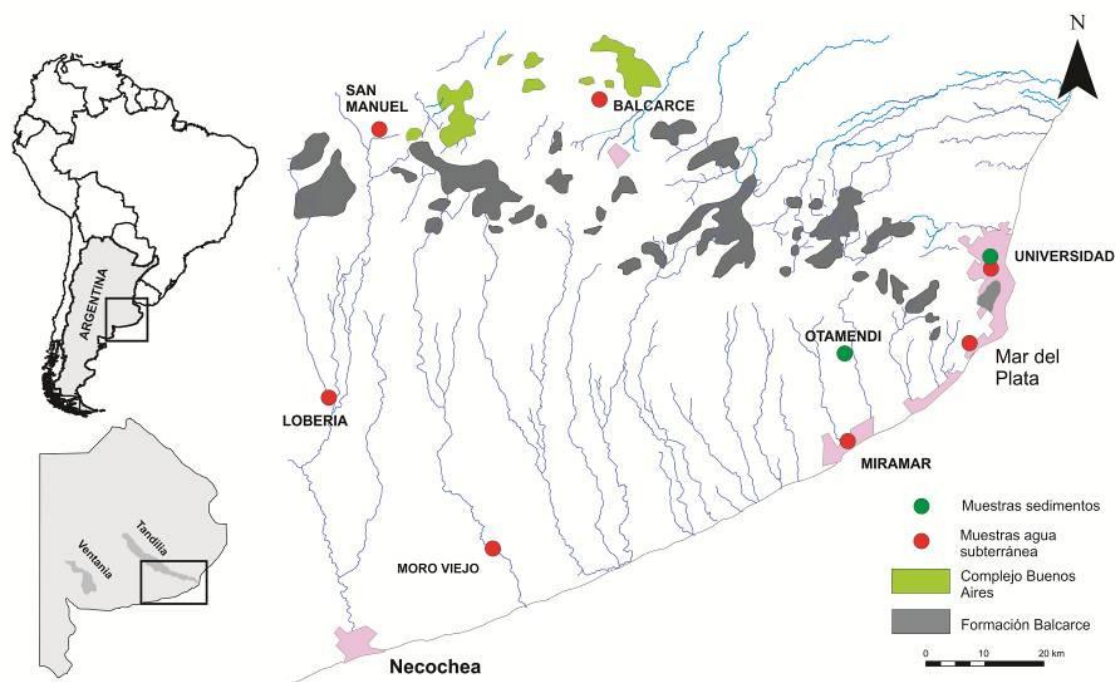 ARGENTINA
Tandilia
Ventania
N
SAN
MANUEL
BALCARCE
UNIVERSIDAD
OTAMENDI
Mar del
Plata
LOBERIA
MIRAMAR
MORO VIEJO
Necochea
Muestras sedimentos
Muestras agua
subterránea
Complejo Buenos
Aires
Formación Balcarce
0 10 20 km